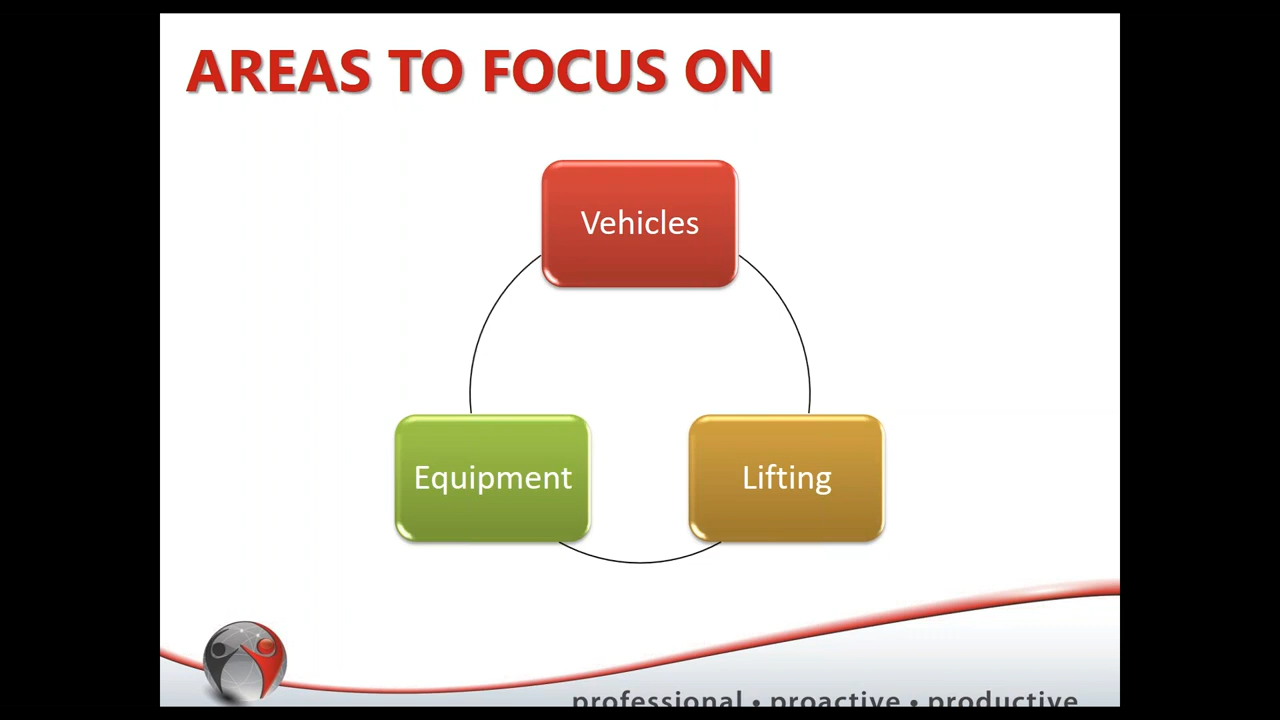 AREAS TO FOCUS ON
Vehicles
Equipment
Lifting
professional • proactive • productive